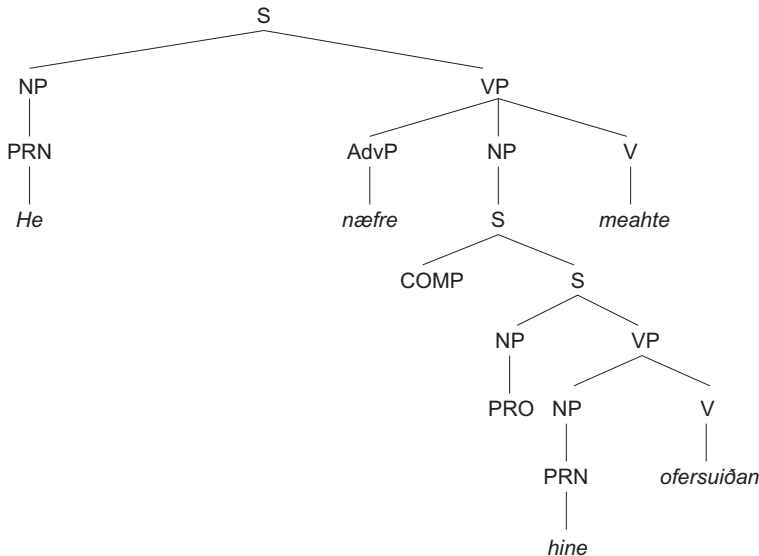 S
NP VP
PRN AdvP NP V
He næfre S meahte
COMP S
NP VP
PRO NP V
PRN ofersuiðan
hine